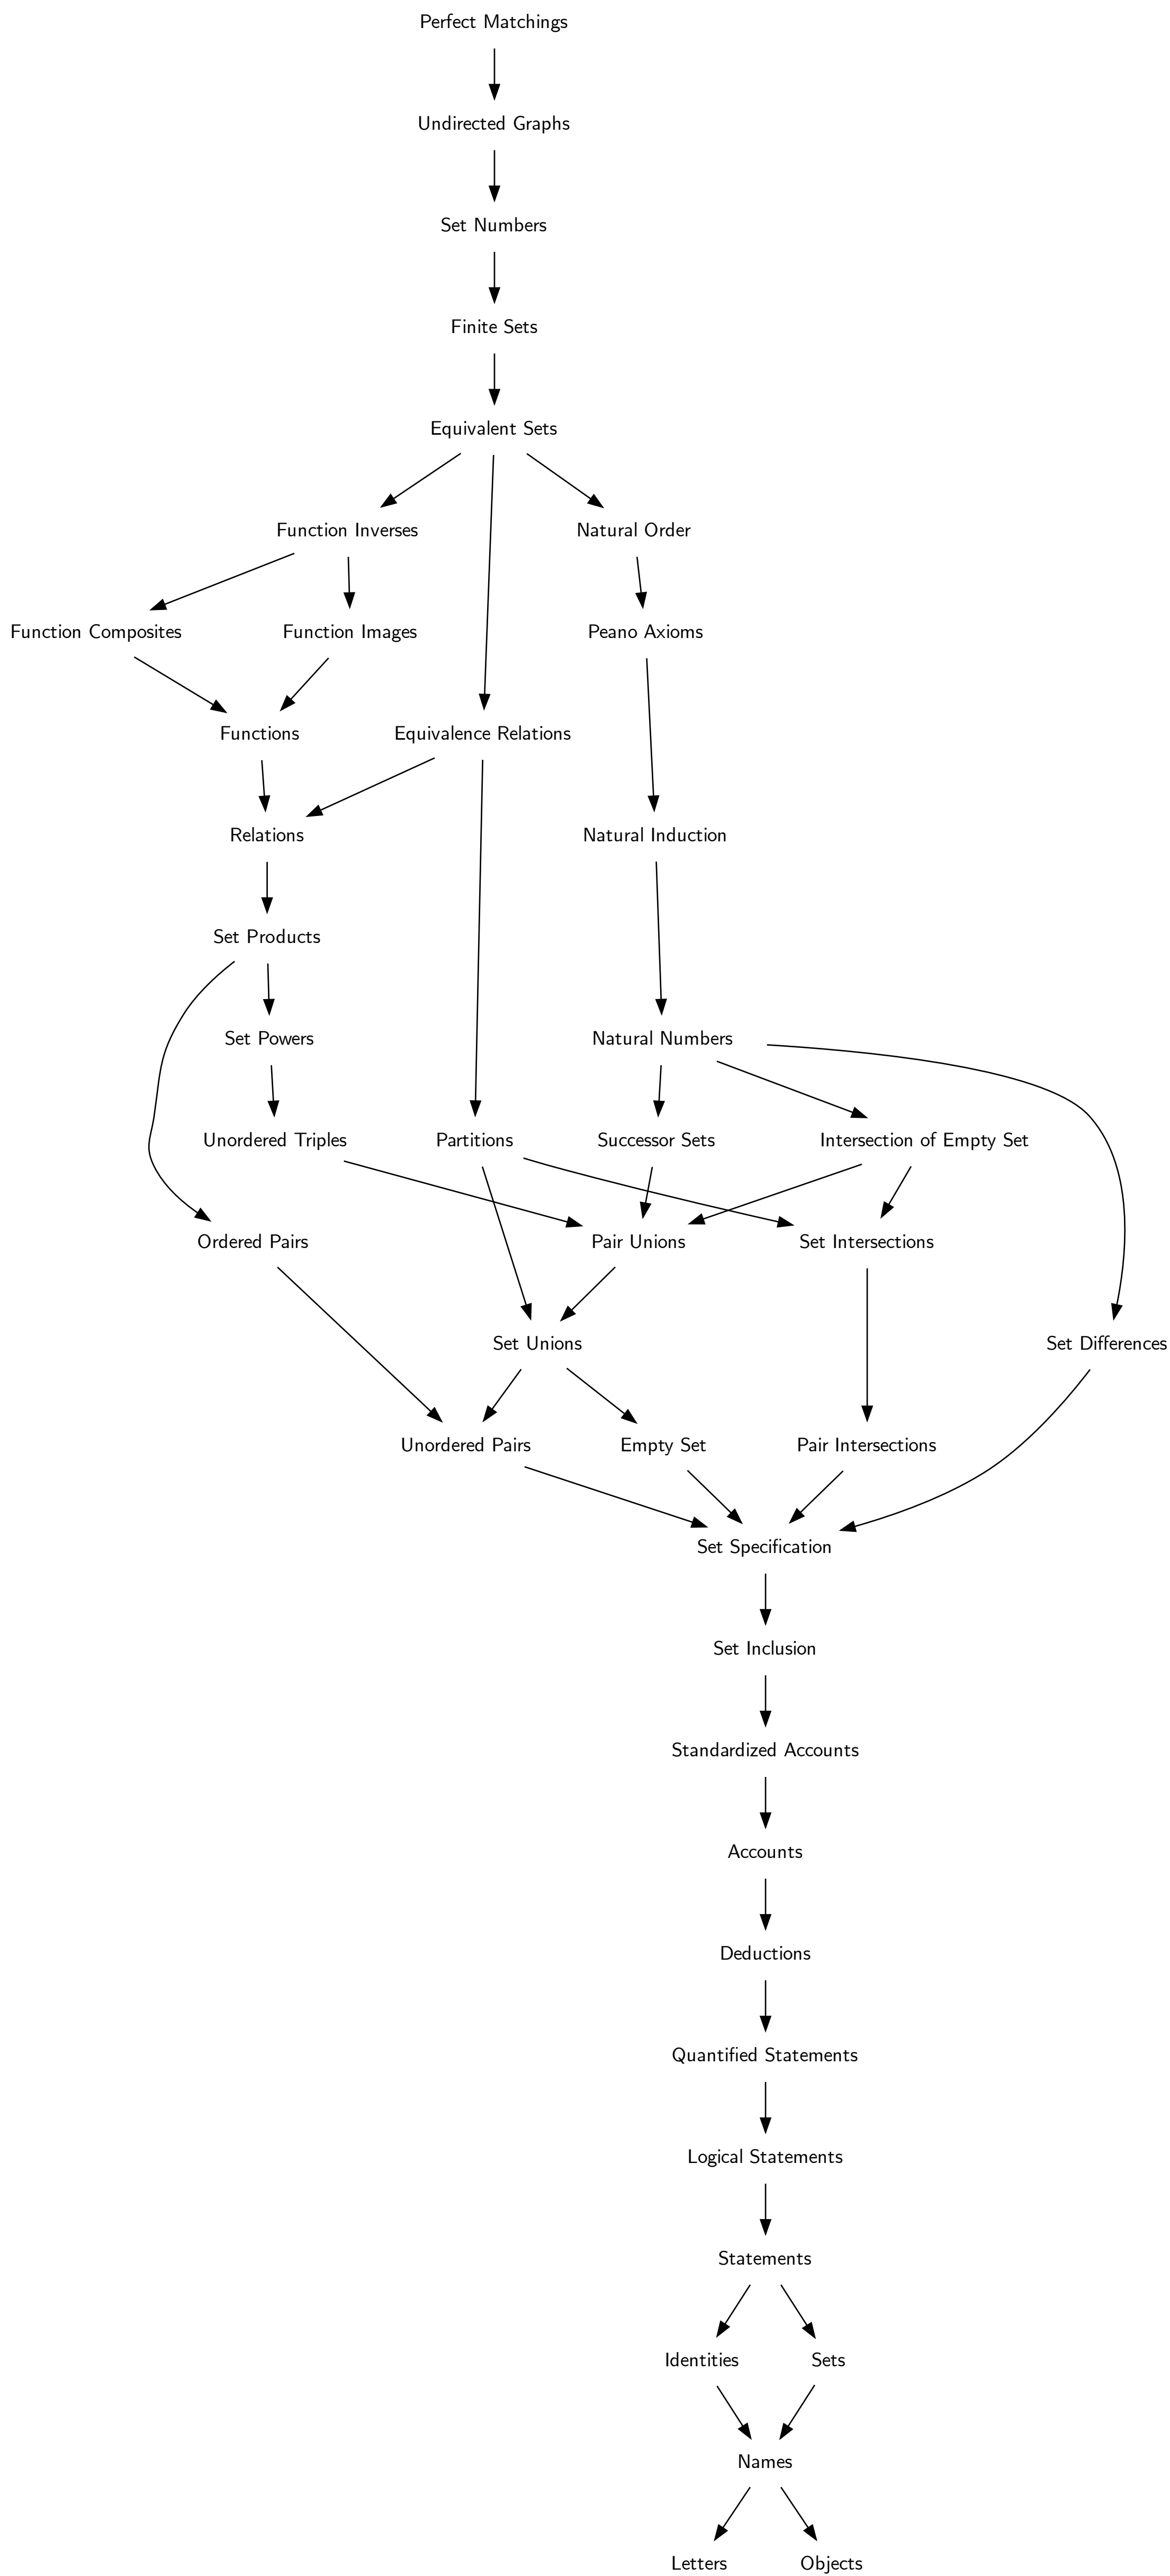 Perfect Matchings
Undirected Graphs
Set Numbers
Finite Sets
Equivalent Sets
Function Inverses
Natural Order
Function Composites
Function Images
Peano Axioms
Functions
Equivalence Relations
Relations
Natural Induction
Set Products
Set Powers
Natural Numbers
Unordered Triples
Partitions
Successor Sets
Intersection of Empty Set
Ordered Pairs
Pair Unions
Set Intersections
Set Unions
Set Differences
Unordered Pairs
Empty Set
Pair Intersections
Set Specification
Set Inclusion
Standardized Accounts
Accounts
Deductions
Quantified Statements
Logical Statements
Statements
Identities
Sets
Names
Letters
Objects